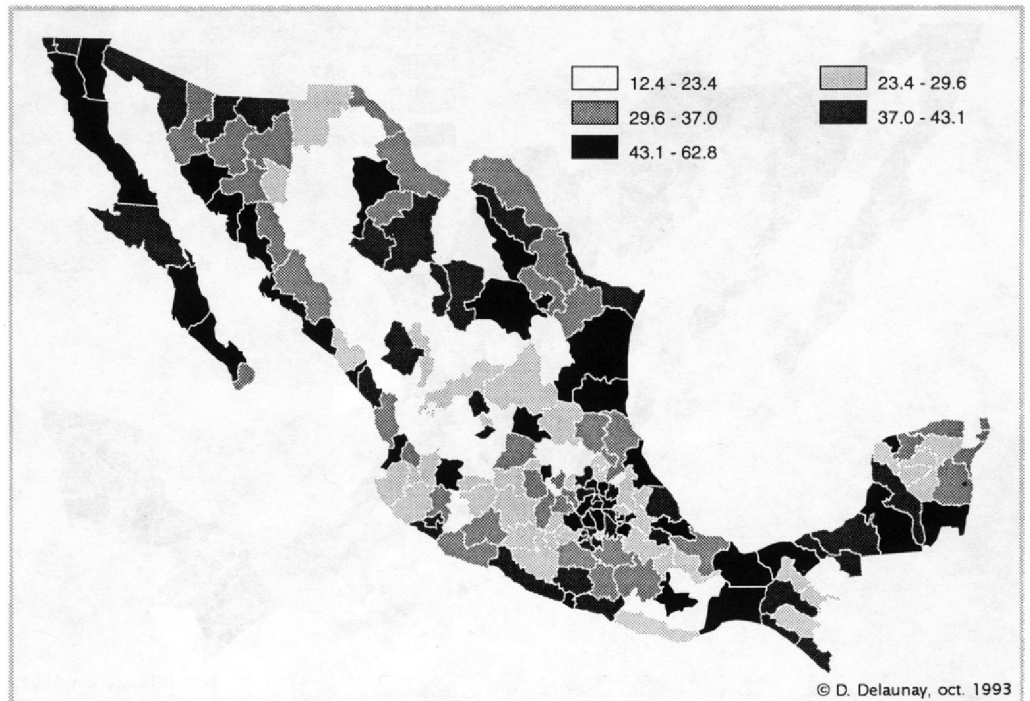 12.4 - 23.4
23.4 - 29.6
29.6 - 37.0
37.0 - 43.1
43.1 - 62.8
© D. Delaunay, oct. 1993